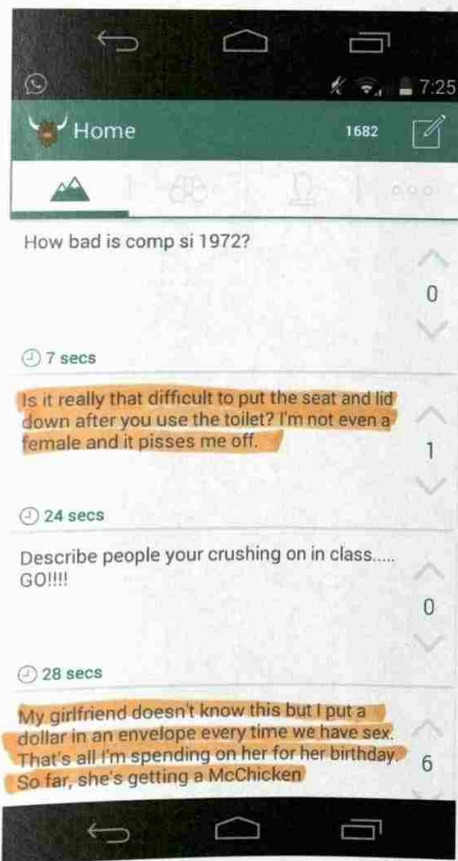 7:25
Home 1682
How bad is comp si 1972?
0
7 secs
Is it really that difficult to put the seat and lid
down after you use the toilet? I'm not even a
female and it pisses me off.
1
24 secs
Describe people your crushing on in class.....
GO!!!!
0
28 secs
My girlfriend doesn't know this but I put a
dollar in an envelope every time we have sex.
That's all I'm spending on her for her birthday.
So far, she's getting a McChicken
6